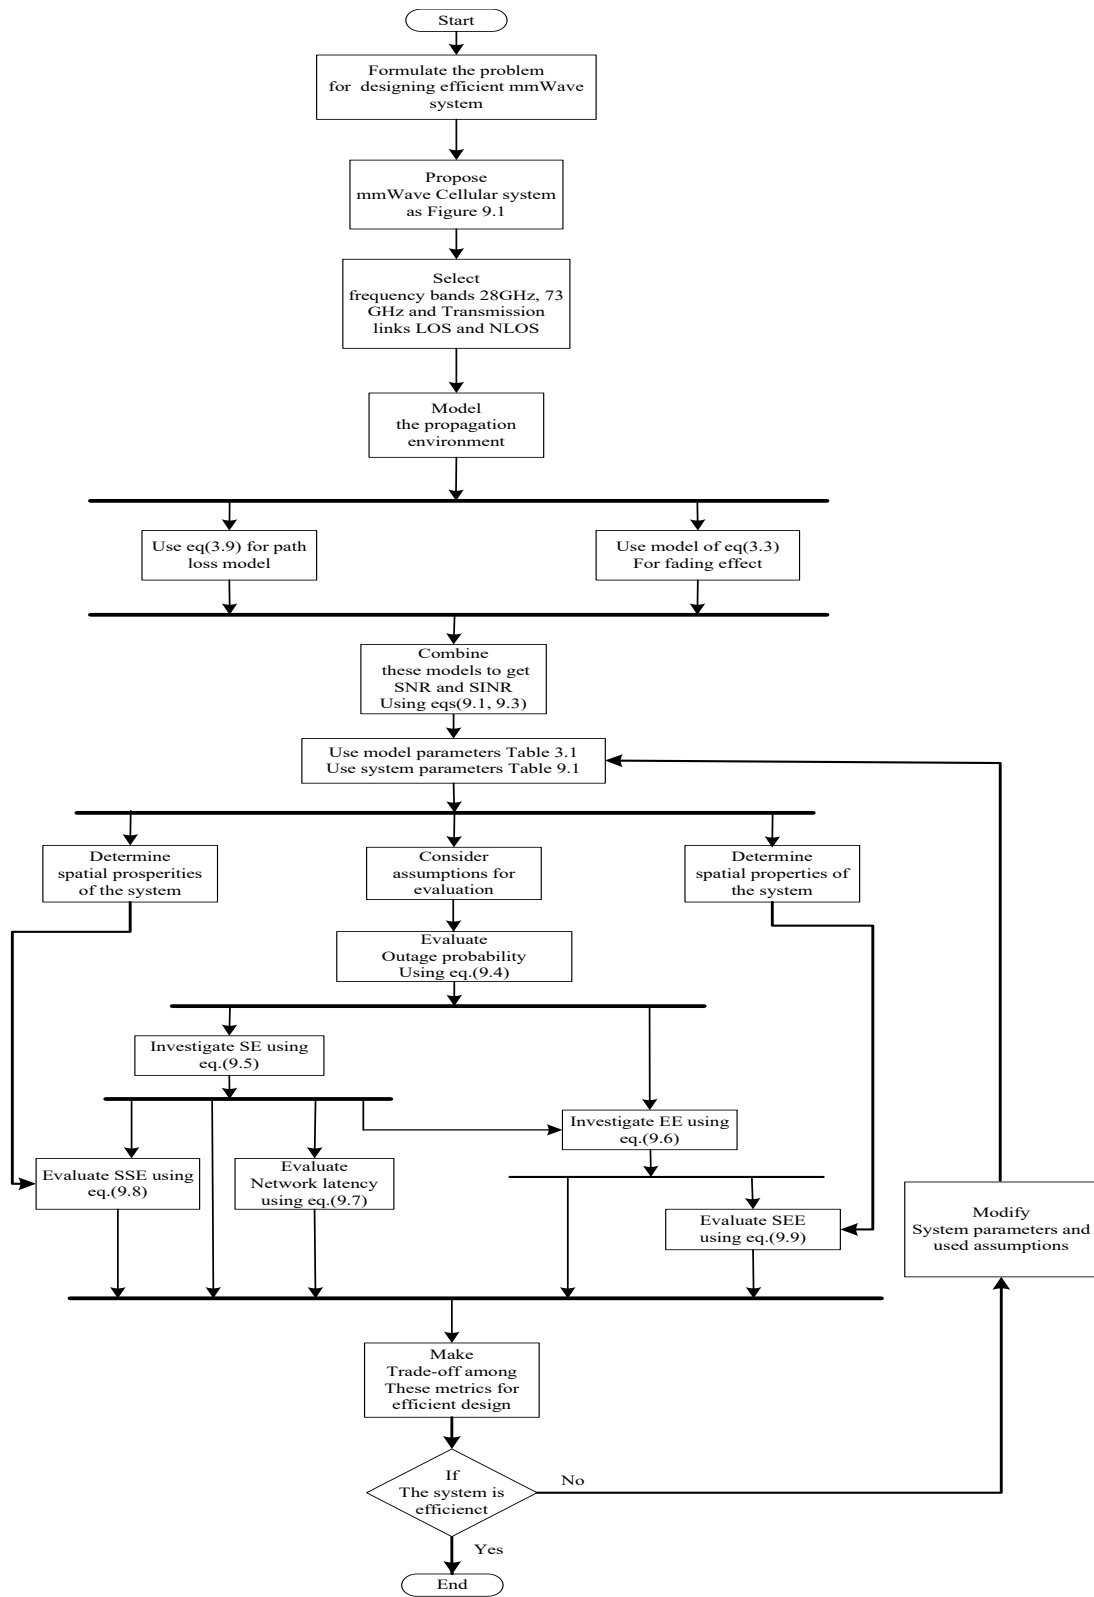 Start
Formulate the problem
for designing efficient mmWave
system
Propose
mmWave Cellular system
as Figure 9.1
Select
frequency bands 28GHz, 73
GHz and Transmission
links LOS and NLOS
Model
the propagation
environment
Use eq(3.9) for path
loss model
Use model of eq(3.3)
For fading effect
Combine
these models to get
SNR and SINR
Using eqs(9.1, 9.3)
Use model parameters Table 3.1
Use system parameters Table 9.1
Determine
spatial prosperities
of the system
Consider
assumptions for
evaluation
Determine
spatial properties of
the system
Evaluate
Outage probability
Using eq.(9.4)
Investigate SE using
eq.(9.5)
Investigate EE using
eq.(9.6)
Evaluate SSE using
eq.(9.8)
Evaluate
Network latency
using eq.(9.7)
Evaluate SEE
using eq.(9.9)
Modify
System parameters and
used assumptions
Make
Trade-off among
These metrics for
efficient design
If
The system is
efficienct
No
Yes
End